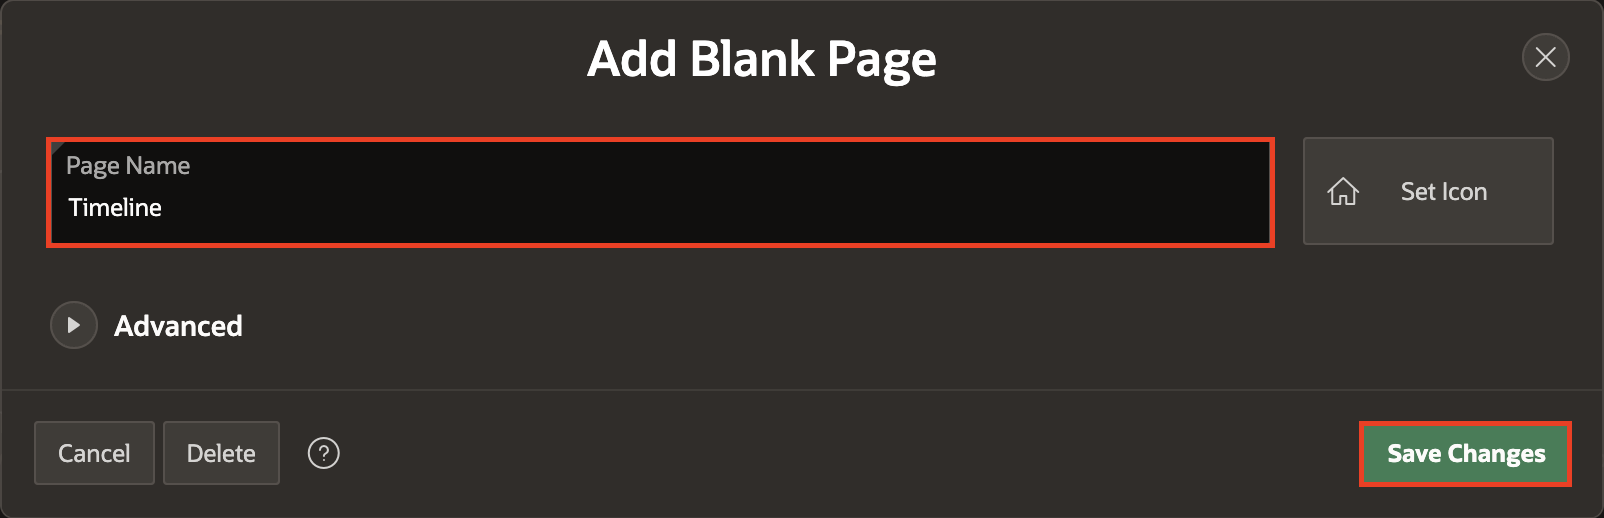 Add Blank Page
Page Name
Timeline
Set Icon
Advanced
Cancel
Delete
?
Save Changes